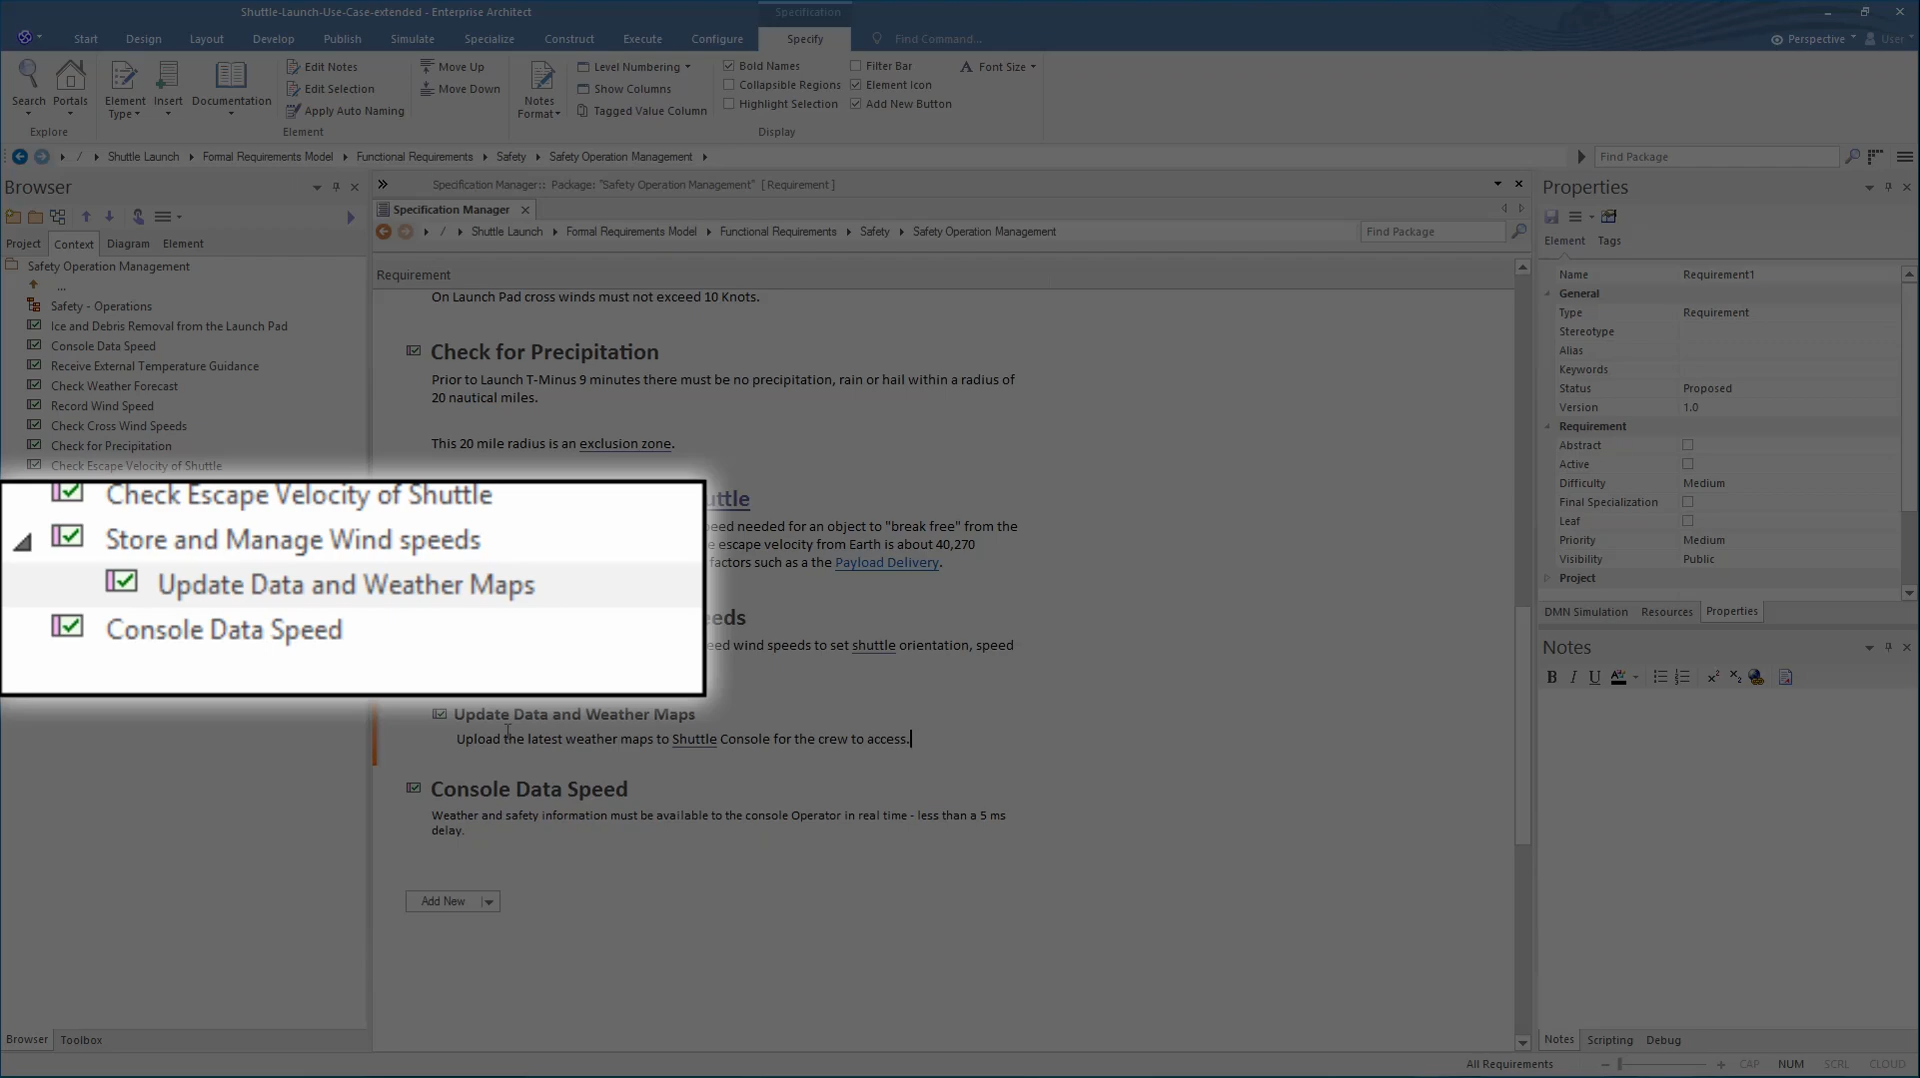 Shuttle-Launch-Use-Case-extended - Enterprise Architect
Specification
Start
Design
Layout
Develop
Publish
Simulate
Specialize
Construct
Execute
Configure
Specify
Find Command...
Perspective
User
Search
Portals
Explore
Element Type
Insert
Documentation
Edit Notes
Edit Selection
Apply Auto Naming
Move Up
Move Down
Element
Notes Format
Level Numbering
Show Columns
Tagged Value Column
Bold Names
Collapsible Regions
Highlight Selection
Filter Bar
Element Icon
Add New Button
Font Size
Display
/ Shuttle Launch Formal Requirements Model Functional Requirements Safety Safety Operation Management
Find Package
Browser
Project
Context
Diagram
Element
Safety Operation Management
...
Safety - Operations
Ice and Debris Removal from the Launch Pad
Console Data Speed
Receive External Temperature Guidance
Check Weather Forecast
Record Wind Speed
Check Cross Wind Speeds
Check for Precipitation
Check Escape Velocity of Shuttle
Check Escape Velocity of Shuttle
Store and Manage Wind speeds
Update Data and Weather Maps
Console Data Speed
Browser
Toolbox
Specification Manager:: Package: "Safety Operation Management" [ Requirement ]
Specification Manager
/ Shuttle Launch Formal Requirements Model Functional Requirements Safety Safety Operation Management
Find Package
Requirement
On Launch Pad cross winds must not exceed 10 Knots.
Check for Precipitation
Prior to Launch T-Minus 9 minutes there must be no precipitation, rain or hail within a radius of
20 nautical miles.
This 20 mile radius is an exclusion zone.
uttle
eed needed for an object to "break free" from the
e escape velocity from Earth is about 40,270
factors such as a the Payload Delivery.
eds
eed wind speeds to set shuttle orientation, speed
Update Data and Weather Maps
Upload the latest weather maps to Shuttle Console for the crew to access.
Console Data Speed
Weather and safety information must be available to the console Operator in real time - less than a 5 ms
delay.
Add New
Properties
Element
Tags
Name Requirement1
General
Type Requirement
Stereotype
Alias
Keywords
Status Proposed
Version 1.0
Requirement
Abstract
Active
Difficulty Medium
Final Specialization
Leaf
Priority Medium
Visibility Public
Project
DMN Simulation
Resources
Properties
Notes
B I U A
Notes
Scripting
Debug
All Requirements
CAP
NUM
SCRL
CLOUD